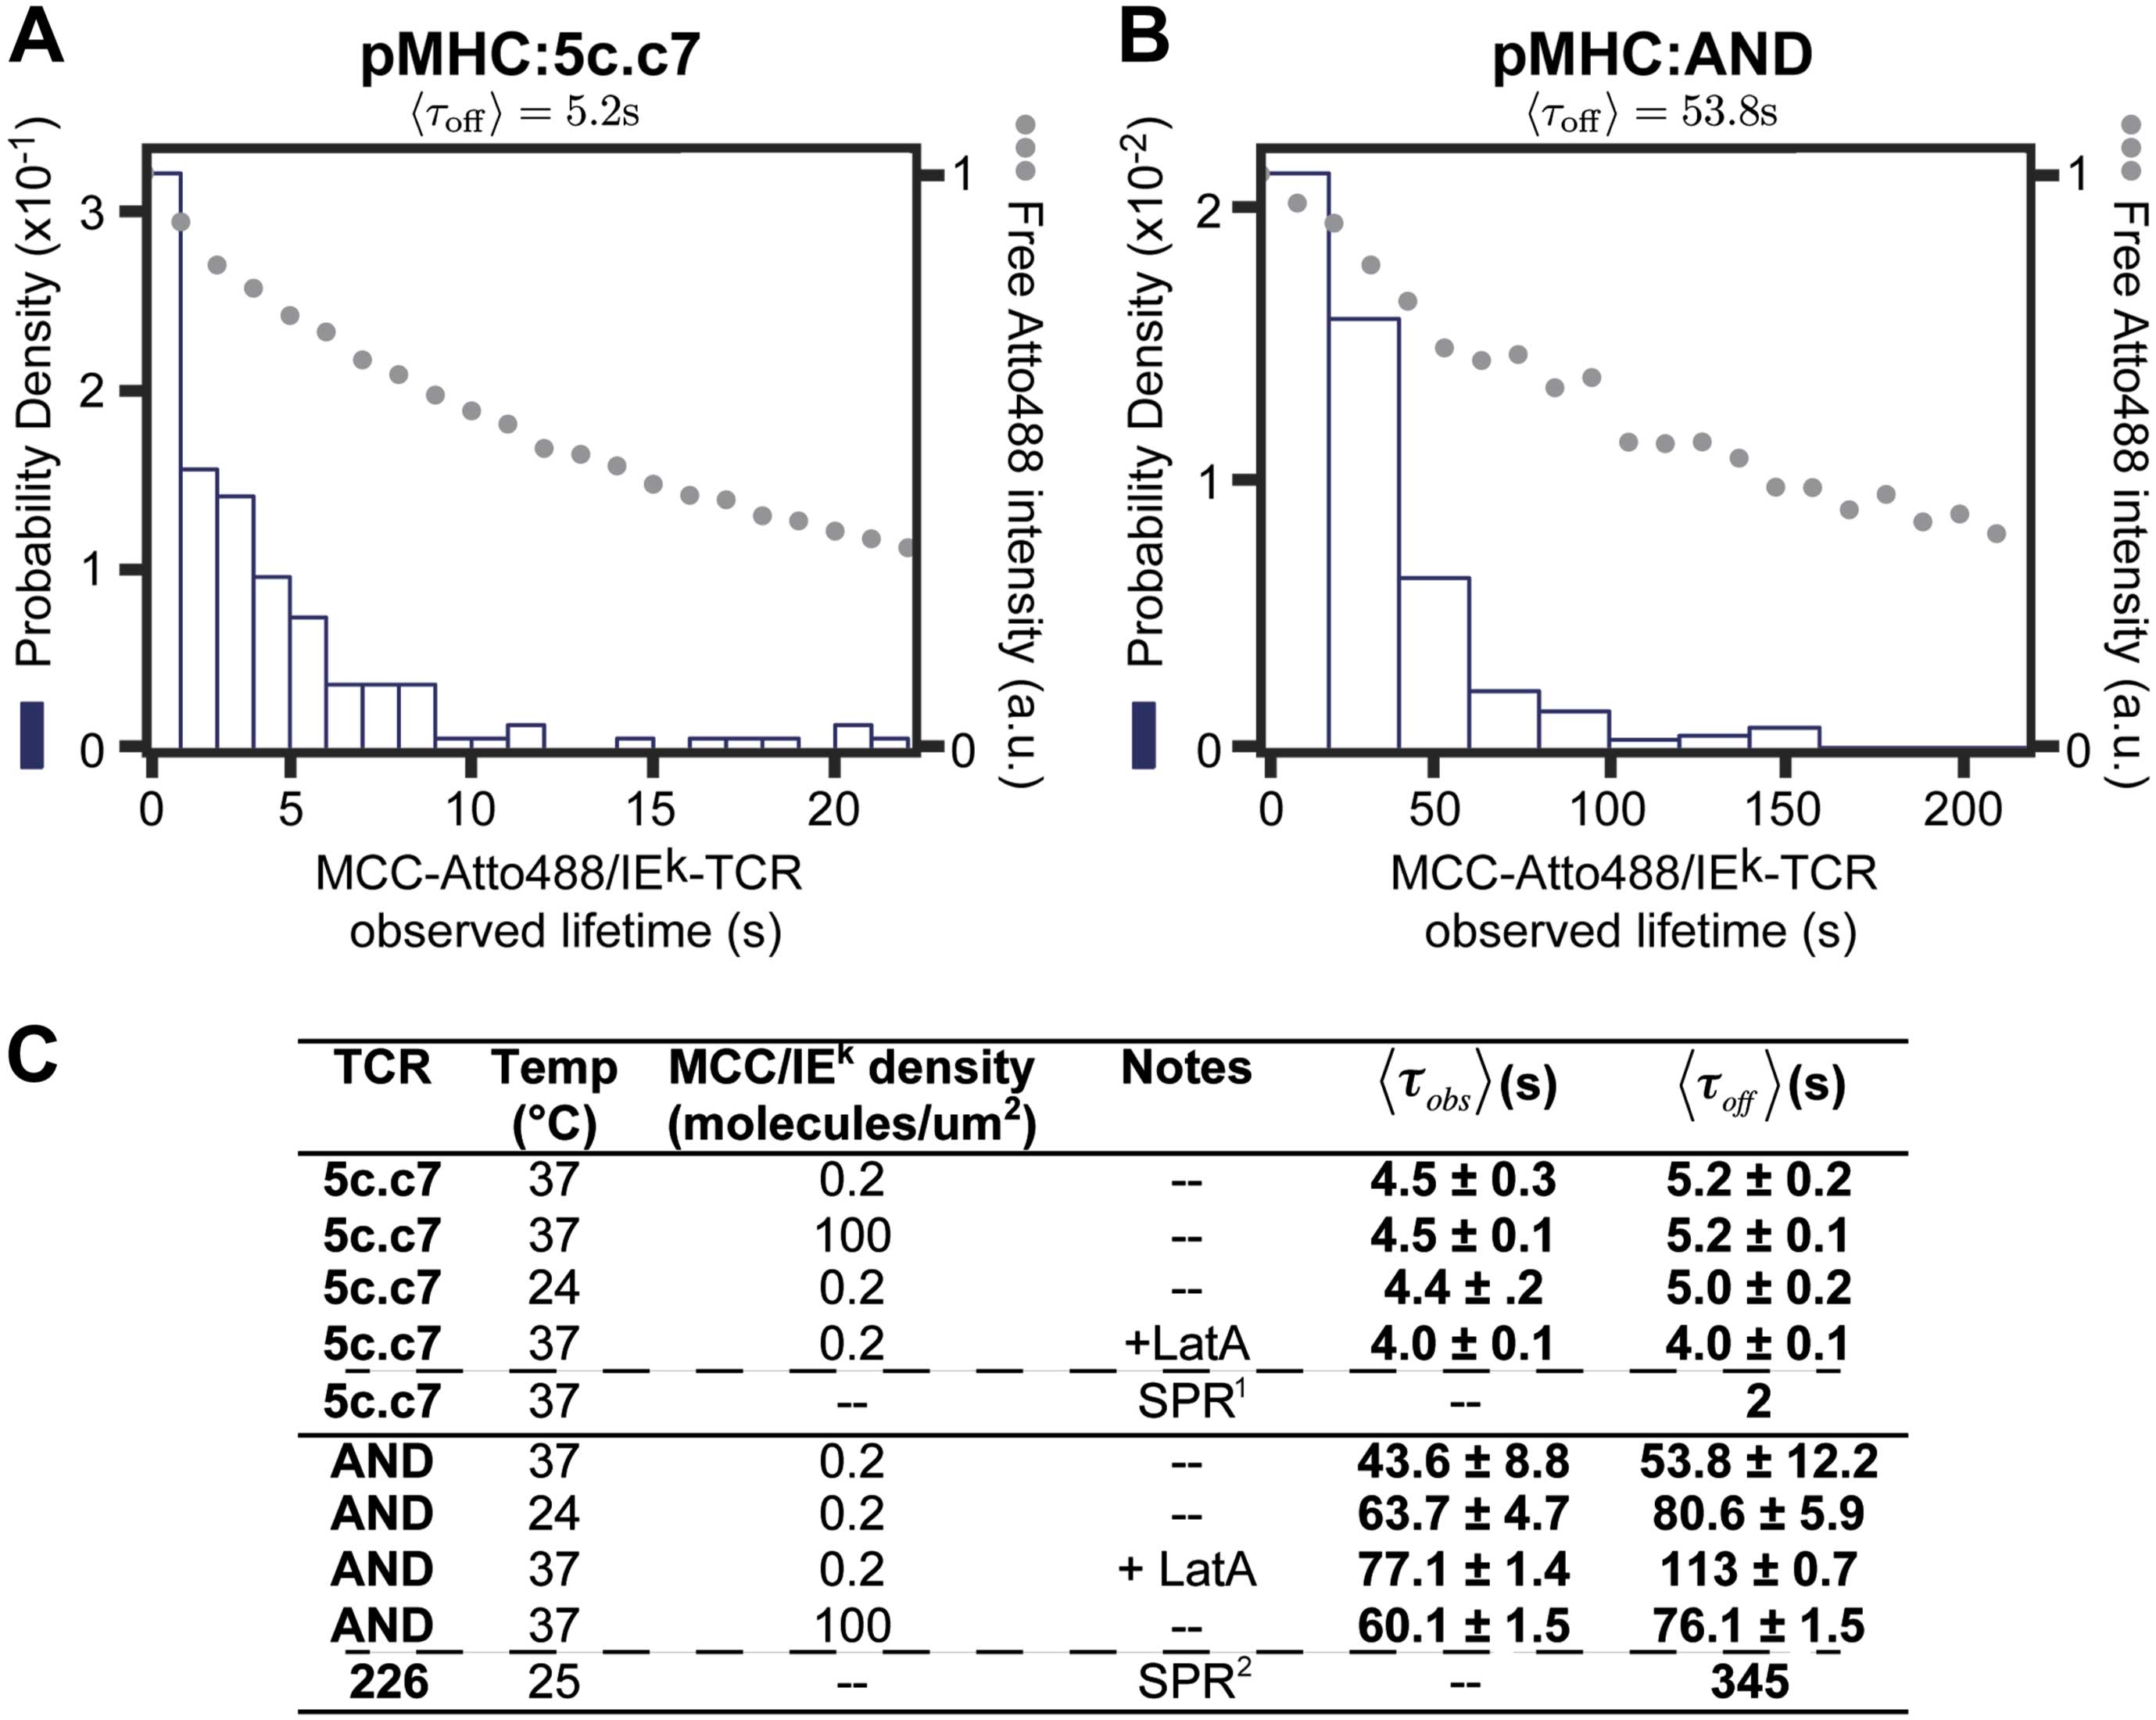 A
pMHC:5c.c7
⟨τoff⟩ = 5.2s
Probability Density (x10-1)
3
2
1
0
1
0
Free Atto488 intensity (a.u.)
0 5 10 15 20
MCC-Atto488/IEk-TCR
observed lifetime (s)
B
pMHC:AND
⟨τoff⟩ = 53.8s
Probability Density (x10-2)
2
1
0
1
0
Free Atto488 intensity (a.u.)
0 50 100 150 200
MCC-Atto488/IEk-TCR
observed lifetime (s)
C
TCR Temp (°C) MCC/IEk density (molecules/um2) Notes ⟨τobs⟩(s) ⟨τoff⟩(s)
5c.c7 37 0.2 -- 4.5 ± 0.3 5.2 ± 0.2
5c.c7 37 100 -- 4.5 ± 0.1 5.2 ± 0.1
5c.c7 24 0.2 -- 4.4 ± .2 5.0 ± 0.2
5c.c7 37 0.2 +LatA 4.0 ± 0.1 4.0 ± 0.1
5c.c7 37 -- SPR1 -- 2
AND 37 0.2 -- 43.6 ± 8.8 53.8 ± 12.2
AND 24 0.2 -- 63.7 ± 4.7 80.6 ± 5.9
AND 37 0.2 + LatA 77.1 ± 1.4 113 ± 0.7
AND 37 100 -- 60.1 ± 1.5 76.1 ± 1.5
226 25 -- SPR2 -- 345